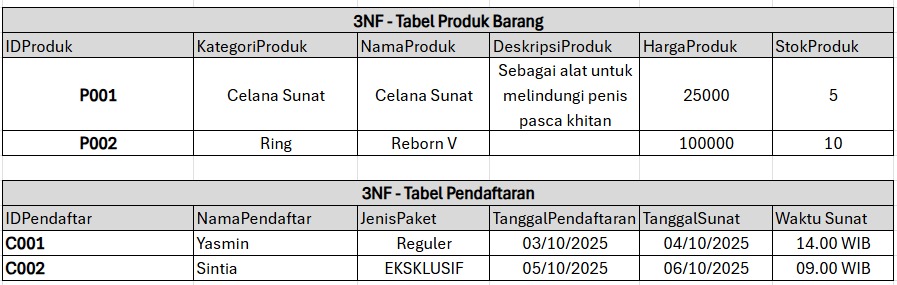 3NF - Tabel Produk Barang
IDProduk KategoriProduk NamaProduk DeskripsiProduk HargaProduk StokProduk
P001 Celana Sunat Celana Sunat Sebagai alat untuk melindungi penis pasca khitan 25000 5
P002 Ring Reborn V 100000 10
3NF - Tabel Pendaftaran
IDPendaftar NamaPendaftar JenisPaket TanggalPendaftaran TanggalSunat Waktu Sunat
C001 Yasmin Reguler 03/10/2025 04/10/2025 14.00 WIB
C002 Sintia EKSKLUSIF 05/10/2025 06/10/2025 09.00 WIB